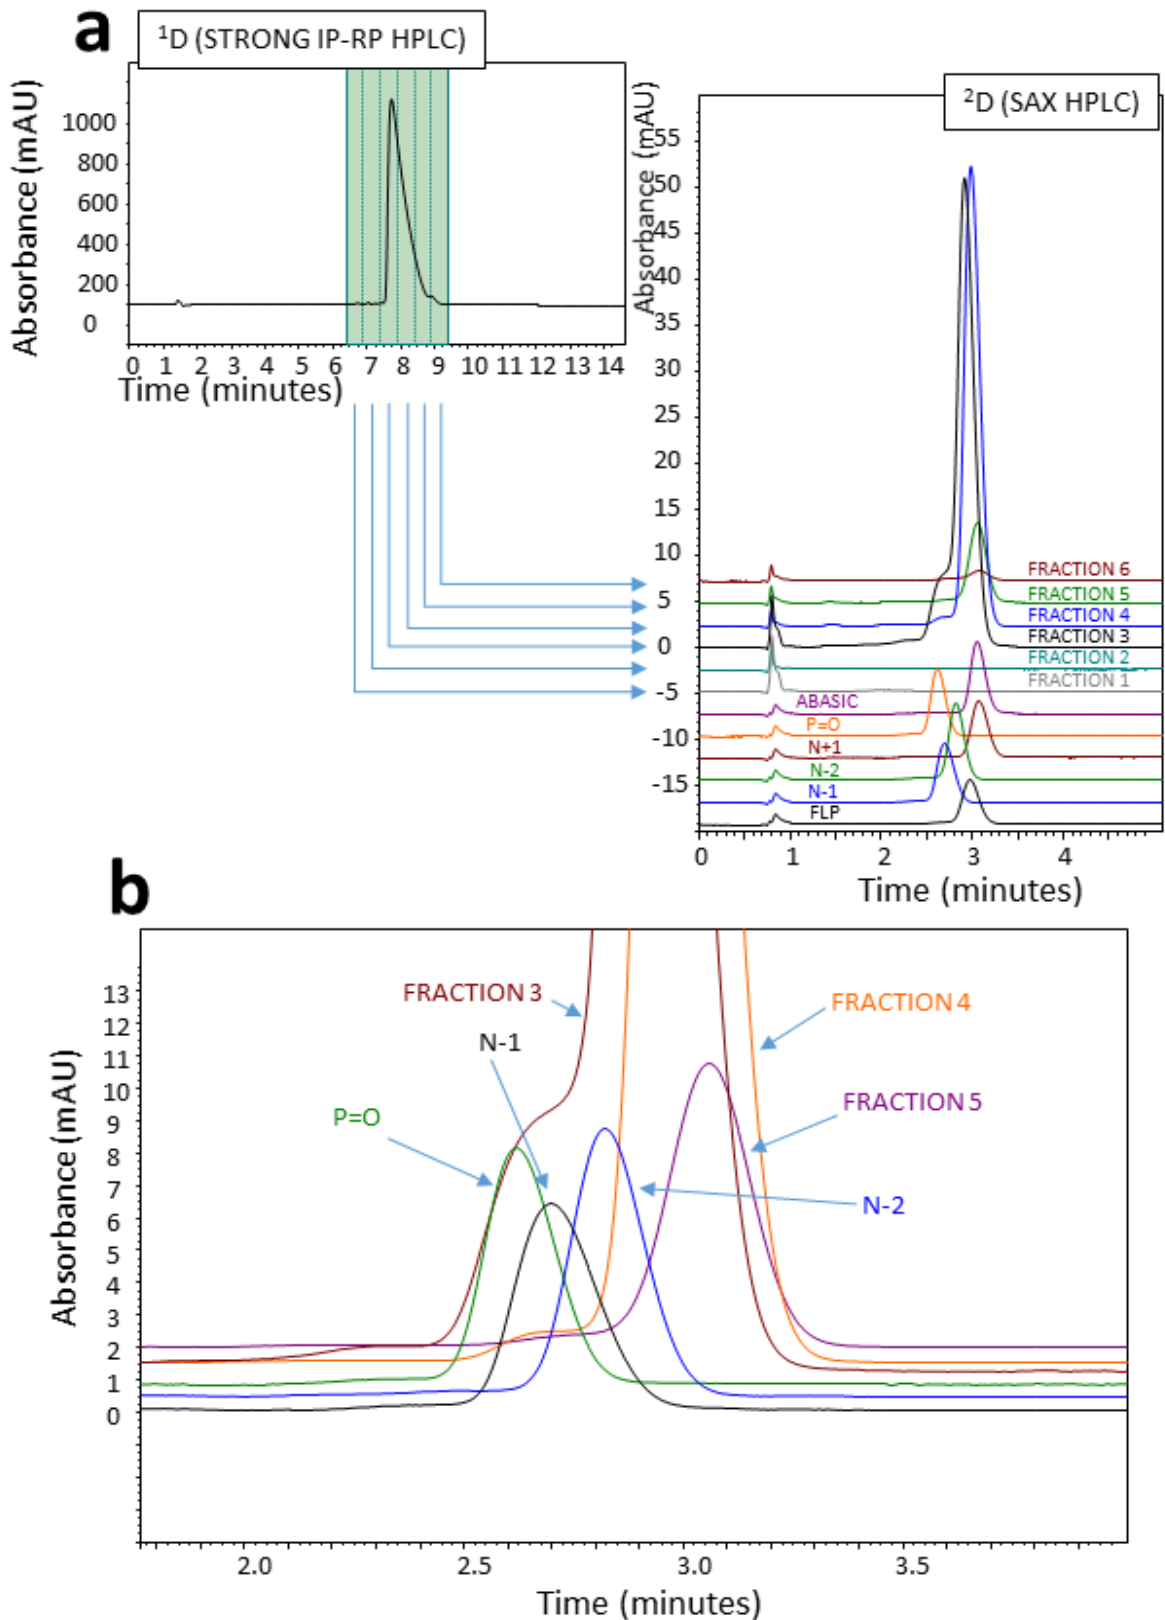 a
¹D (STRONG IP-RP HPLC)
Absorbance (mAU)
1000
800
600
400
200
0
0 1 2 3 4 5 6 7 8 9 10 11 12 13 14
Time (minutes)
²D (SAX HPLC)
Absorbance (mAU)
55
50
45
40
35
30
25
20
15
10
5
0
-5
-10
-15
FRACTION 6
FRACTION 5
FRACTION 4
FRACTION 3
FRACTION 2
FRACTION 1
ABASIC
P=O
N+1
N-2
N-1
FLP
0 1 2 3 4
Time (minutes)
b
Absorbance (mAU)
13
12
11
10
9
8
7
6
5
4
3
2
1
0
FRACTION 3
FRACTION 4
N-1
P=O
FRACTION 5
N-2
2.0 2.5 3.0 3.5
Time (minutes)